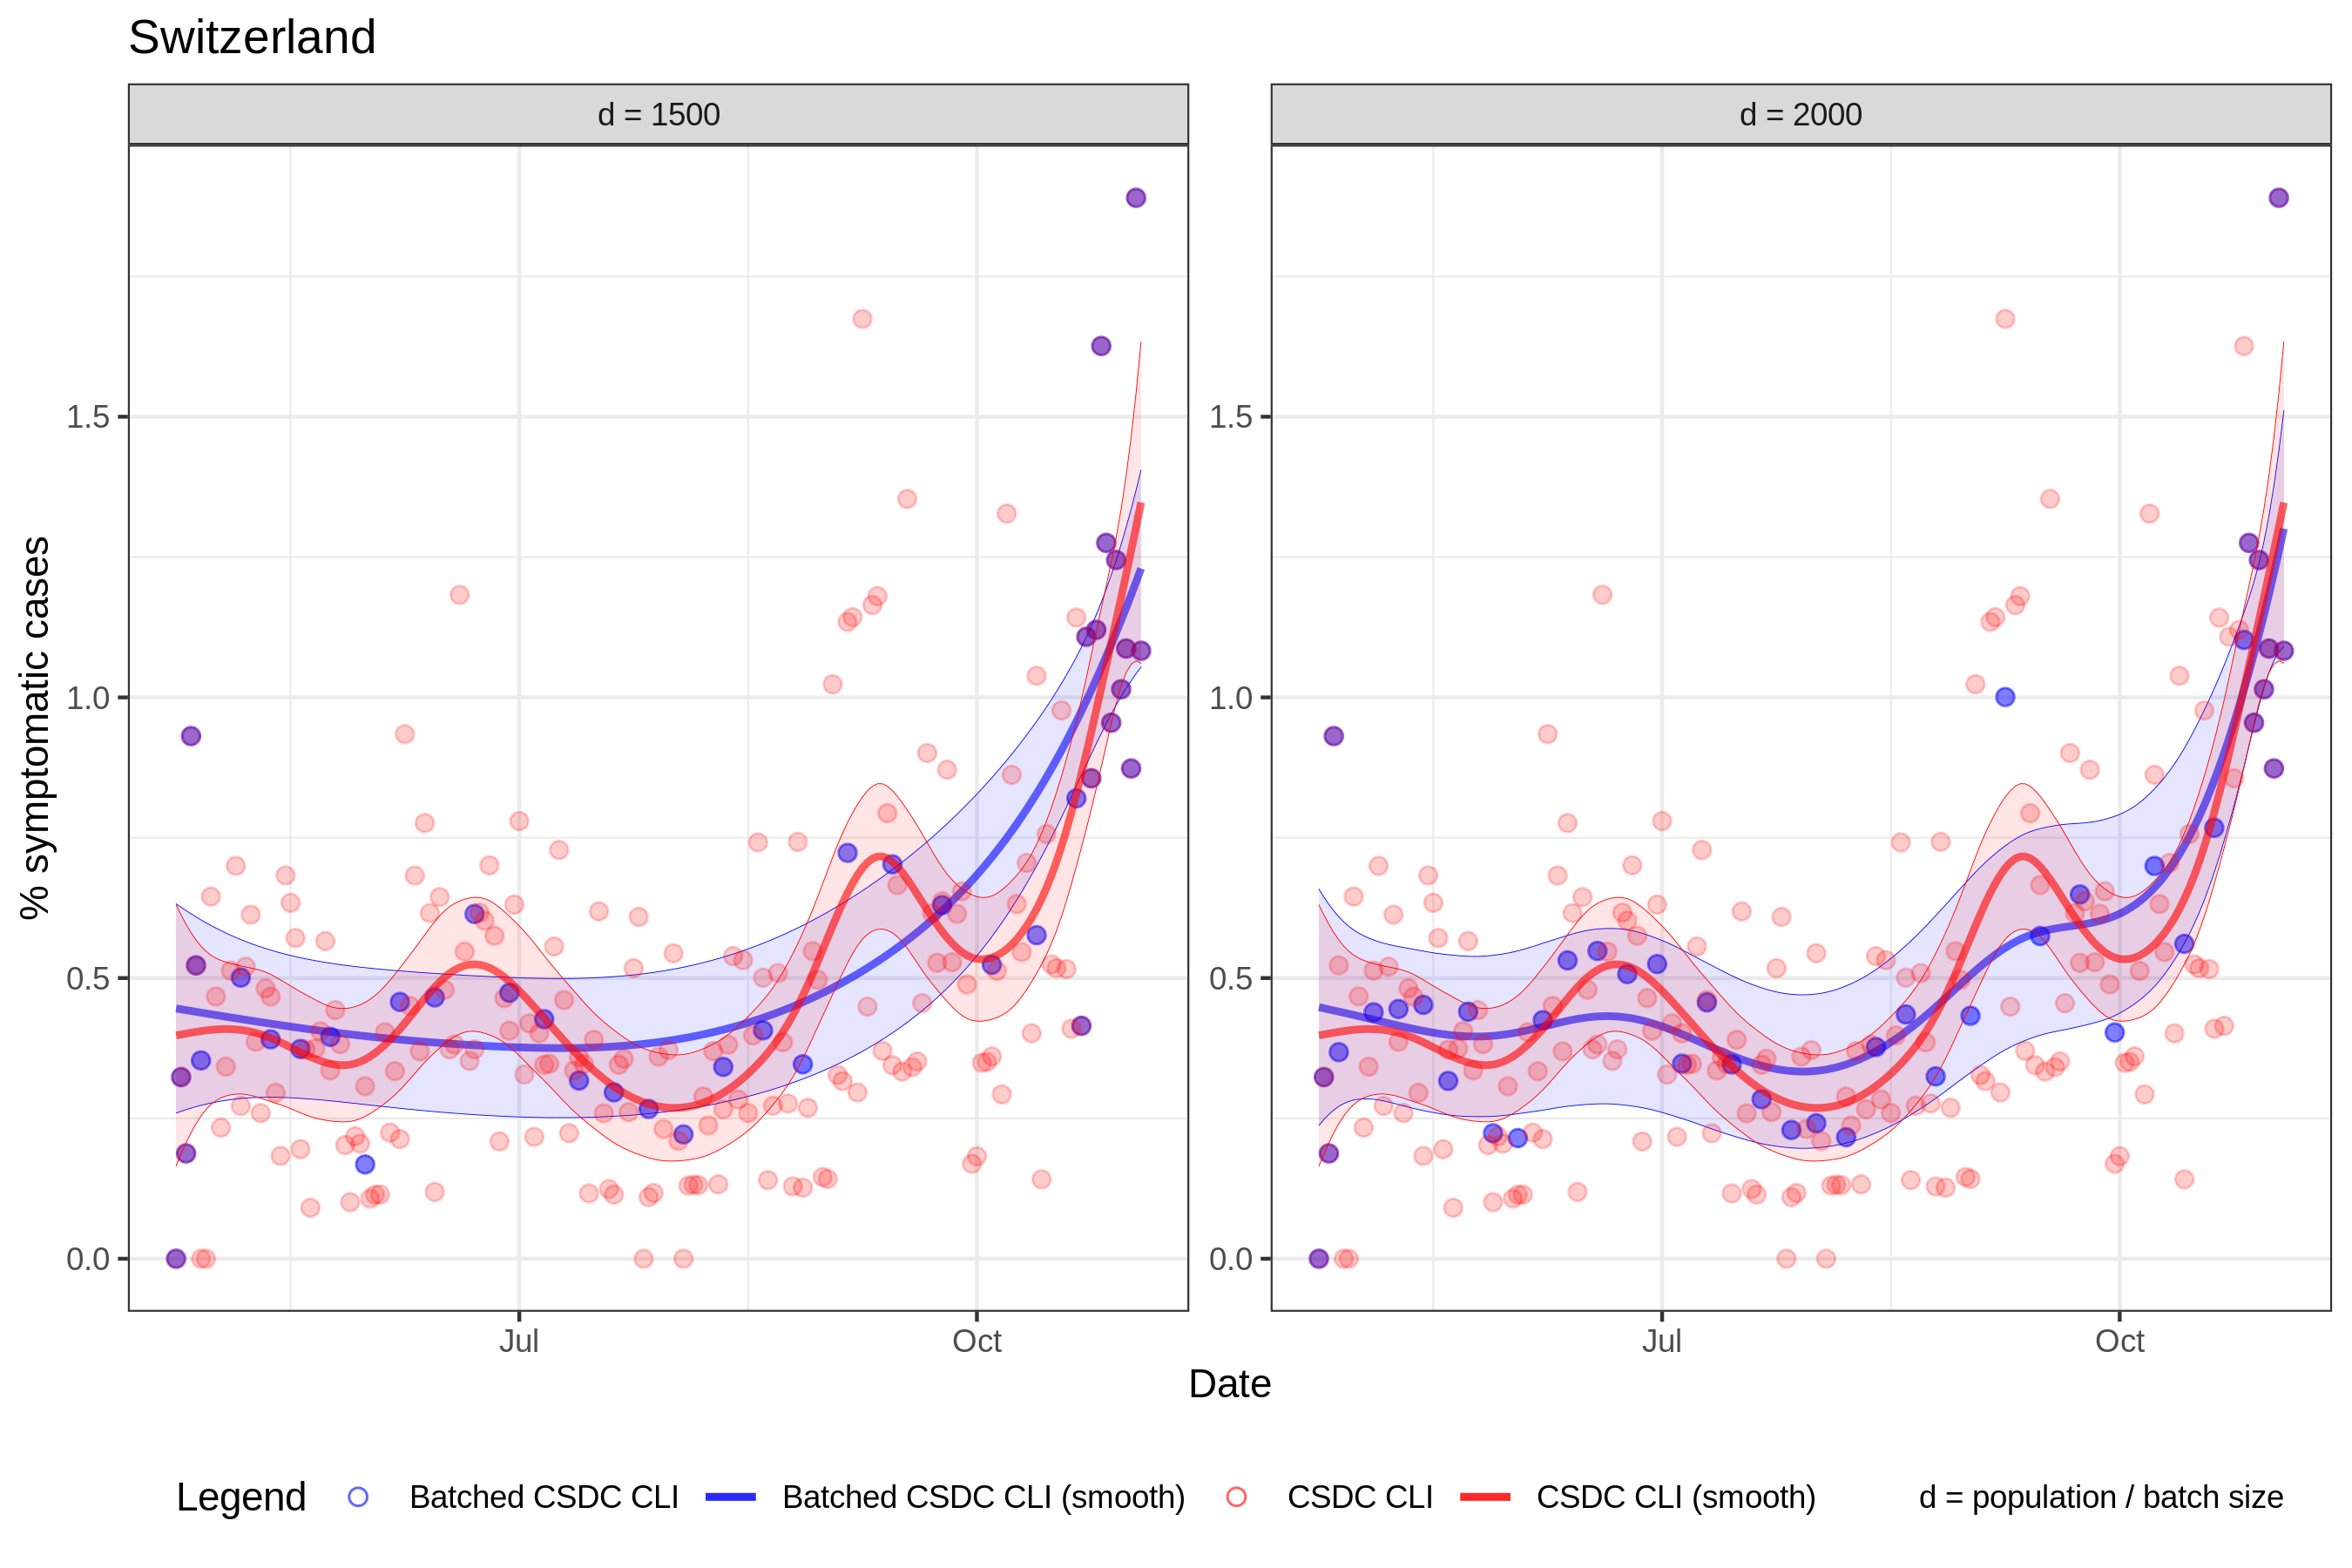 Switzerland
d = 1500
d = 2000
% symptomatic cases
1.5
1.0
0.5
0.0
1.5
1.0
0.5
0.0
Jul
Oct
Jul
Oct
Date
Legend
Batched CSDC CLI
Batched CSDC CLI (smooth)
CSDC CLI
CSDC CLI (smooth)
d = population / batch size